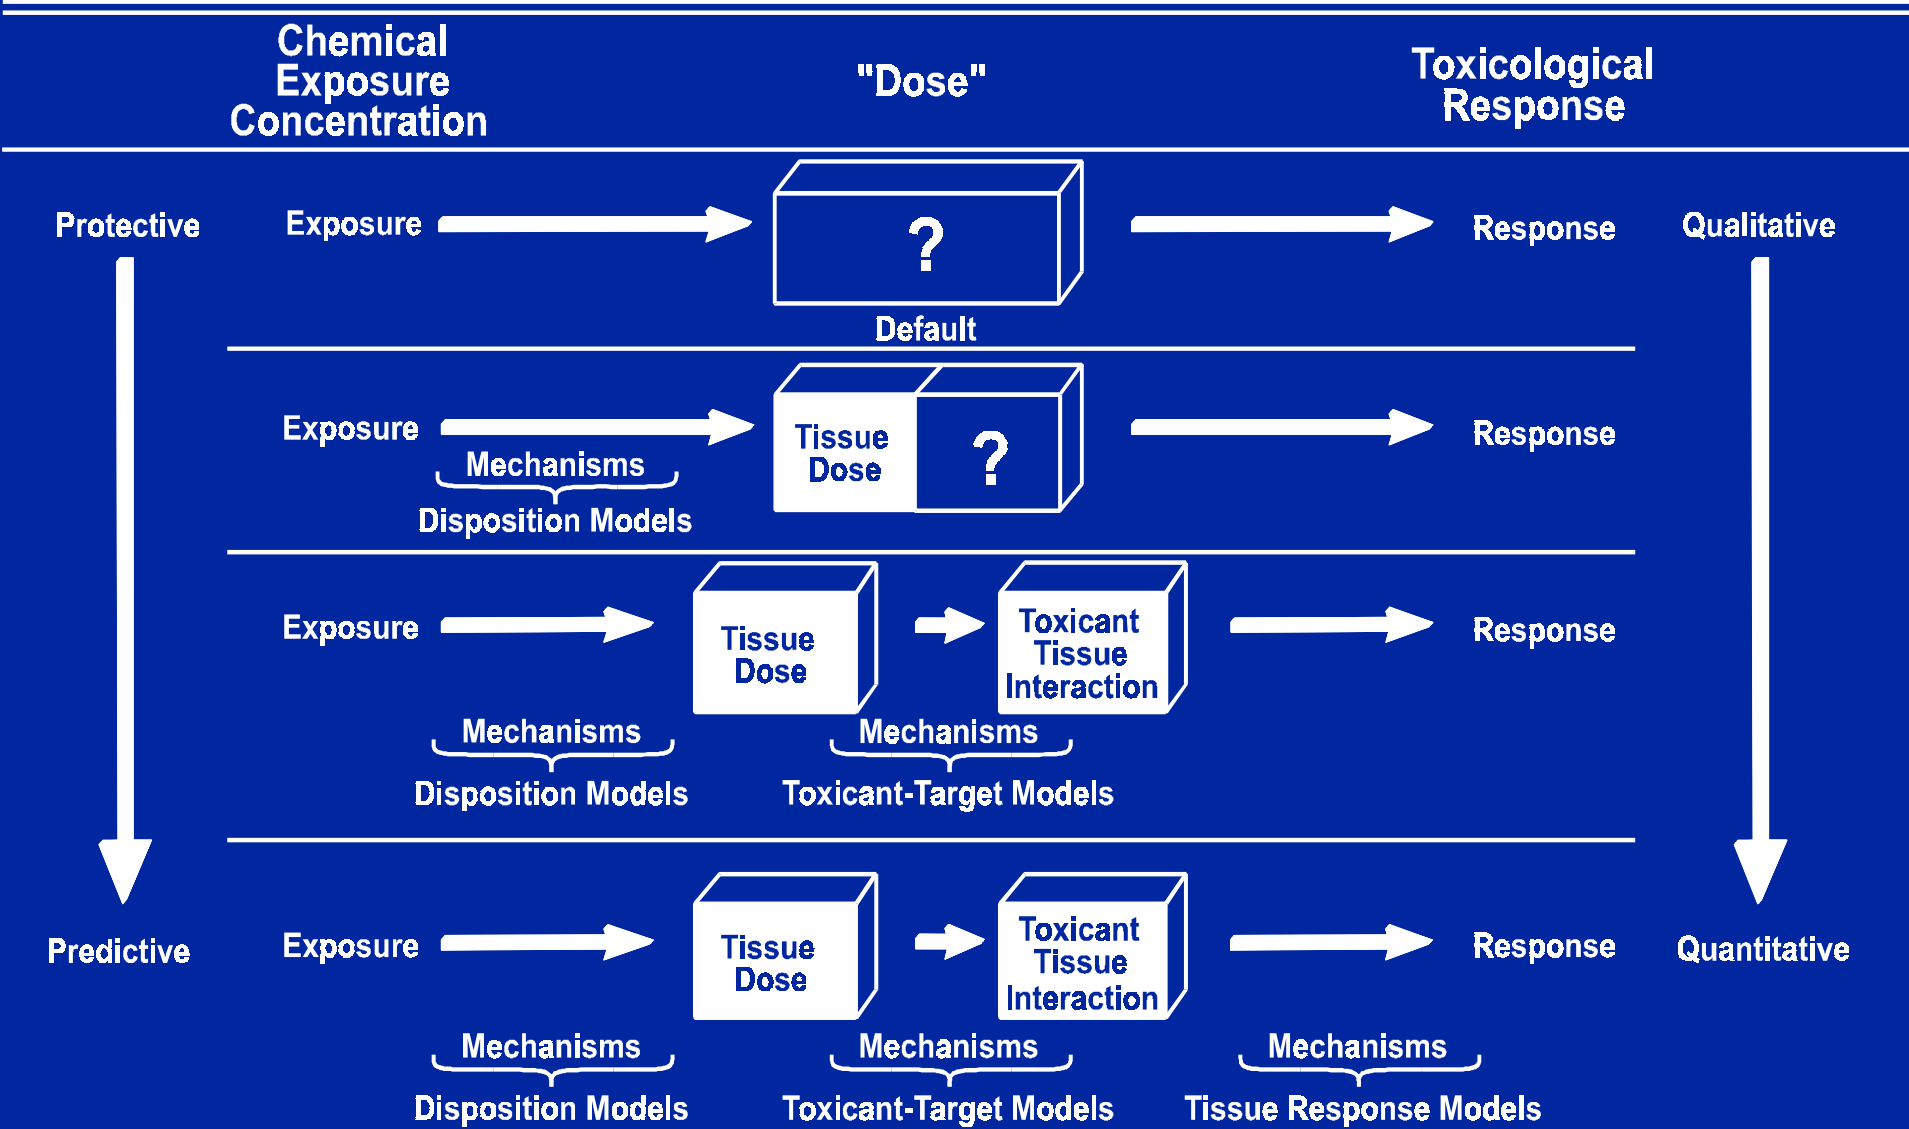 Chemical
Exposure
Concentration
"Dose"
Toxicological
Response
Protective
Exposure
?
Response
Qualitative
Default
Exposure
Tissue
Dose
?
Response
Mechanisms
Disposition Models
Exposure
Tissue
Dose
Toxicant
Tissue
Interaction
Response
Mechanisms
Mechanisms
Disposition Models
Toxicant-Target Models
Predictive
Exposure
Tissue
Dose
Toxicant
Tissue
Interaction
Response
Quantitative
Mechanisms
Mechanisms
Mechanisms
Disposition Models
Toxicant-Target Models
Tissue Response Models